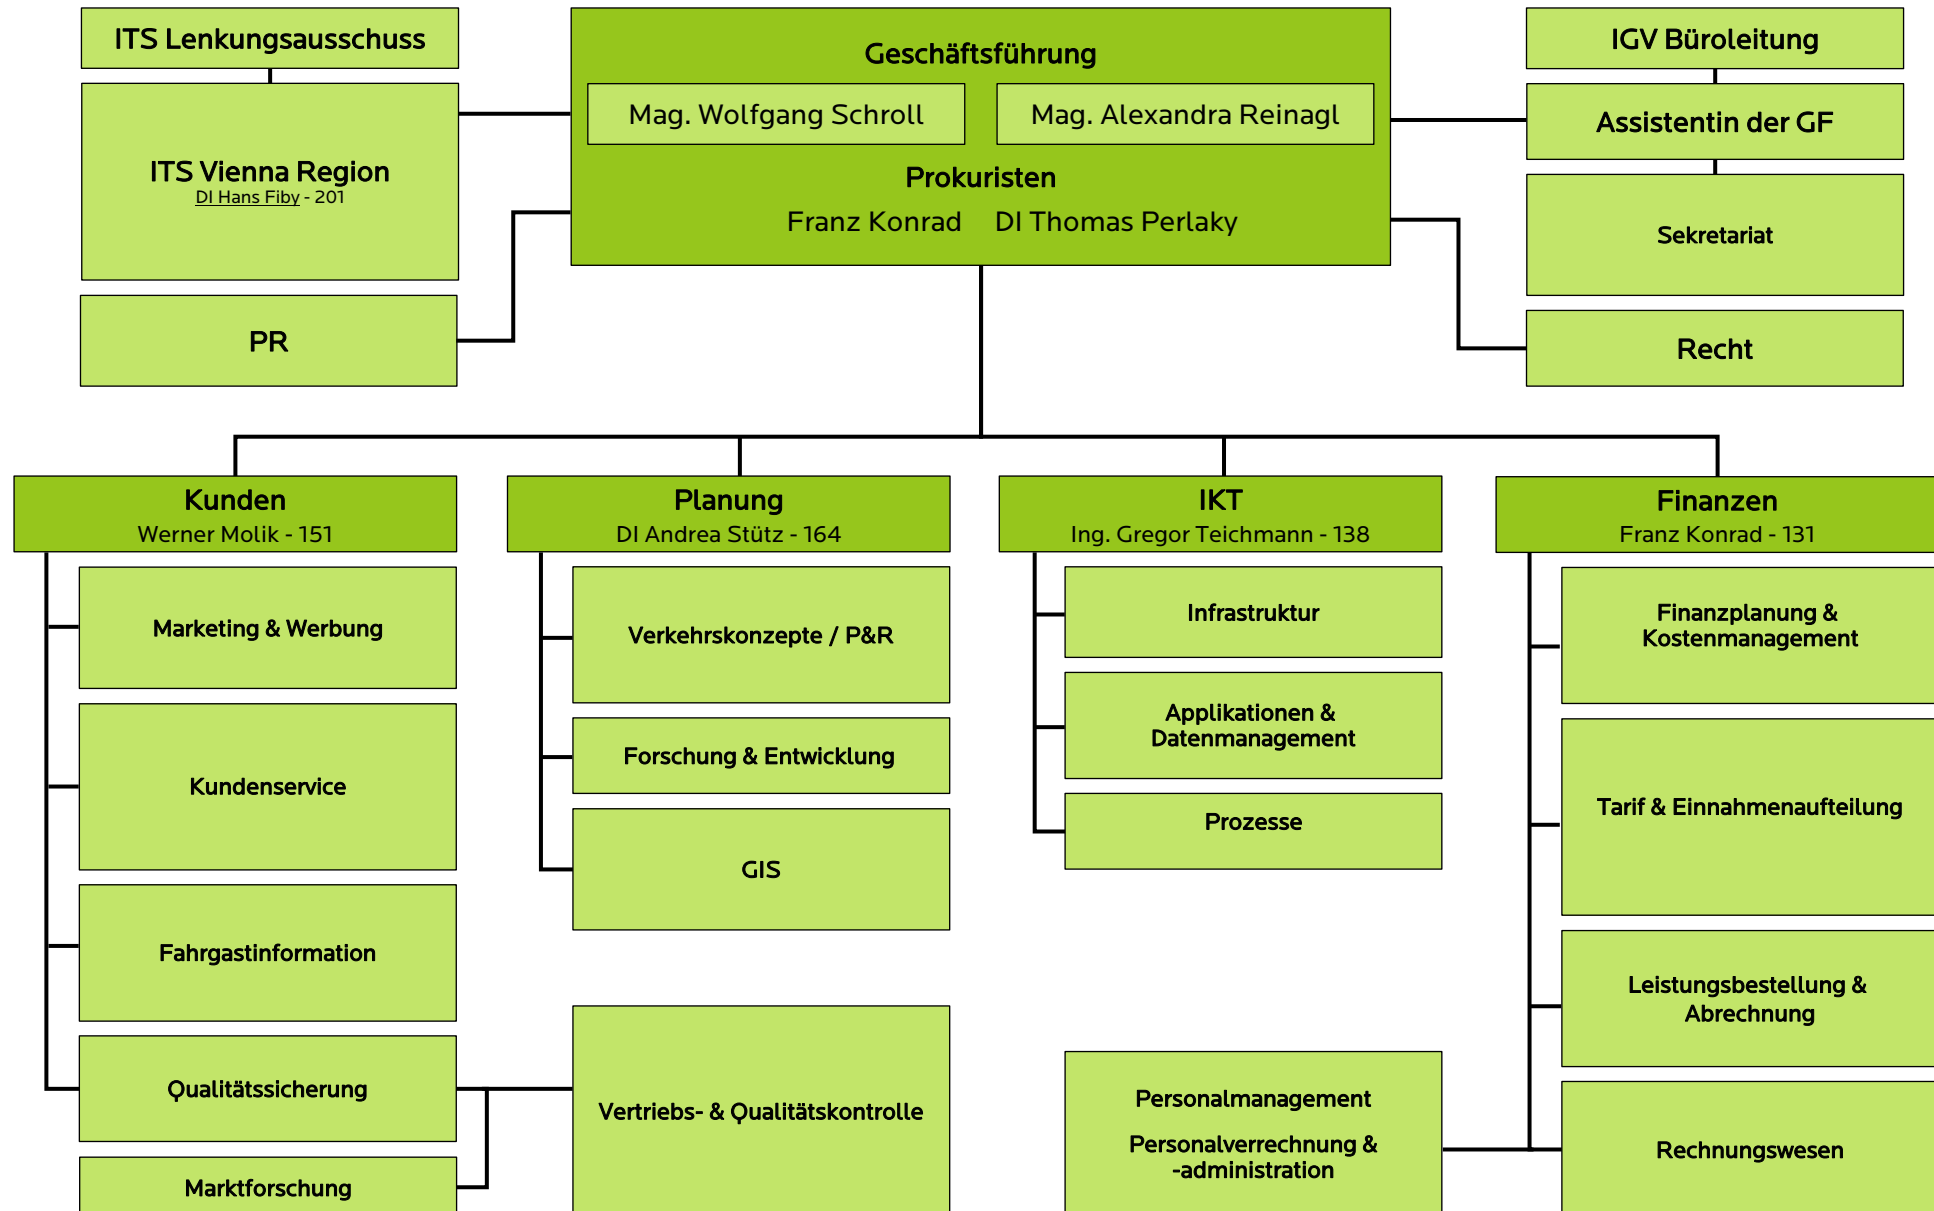 ITS Lenkungsausschuss
ITS Vienna Region
DI Hans Fiby - 201
PR
Geschäftsführung
Mag. Wolfgang Schroll
Mag. Alexandra Reinagl
Prokuristen
Franz Konrad DI Thomas Perlaky
IGV Büroleitung
Assistentin der GF
Sekretariat
Recht
Kunden
Werner Molik - 151
Marketing & Werbung
Kundenservice
Fahrgastinformation
Qualitätssicherung
Marktforschung
Planung
DI Andrea Stütz - 164
Verkehrskonzepte / P&R
Forschung & Entwicklung
GIS
Vertriebs- & Qualitätskontrolle
IKT
Ing. Gregor Teichmann - 138
Infrastruktur
Applikationen &
Datenmanagement
Prozesse
Personalmanagement
Personalverrechnung &
-administration
Finanzen
Franz Konrad - 131
Finanzplanung &
Kostenmanagement
Tarif & Einnahmenaufteilung
Leistungsbestellung &
Abrechnung
Rechnungswesen